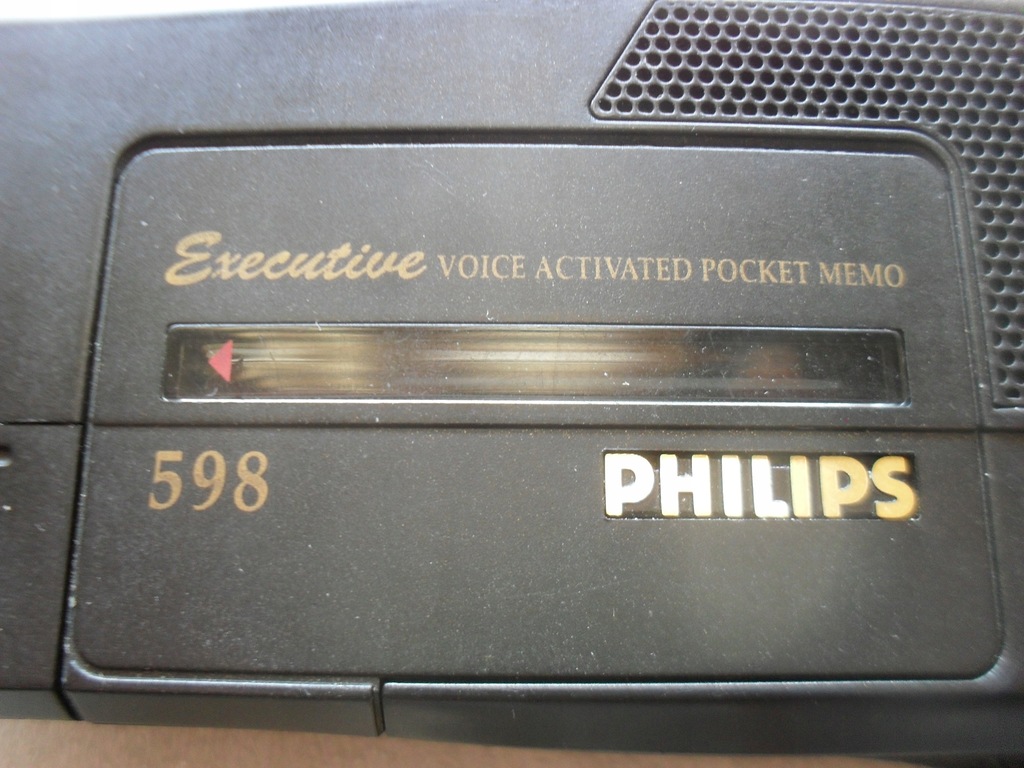 Executive VOICE ACTIVATED POCKET MEMO
598
PHILIPS